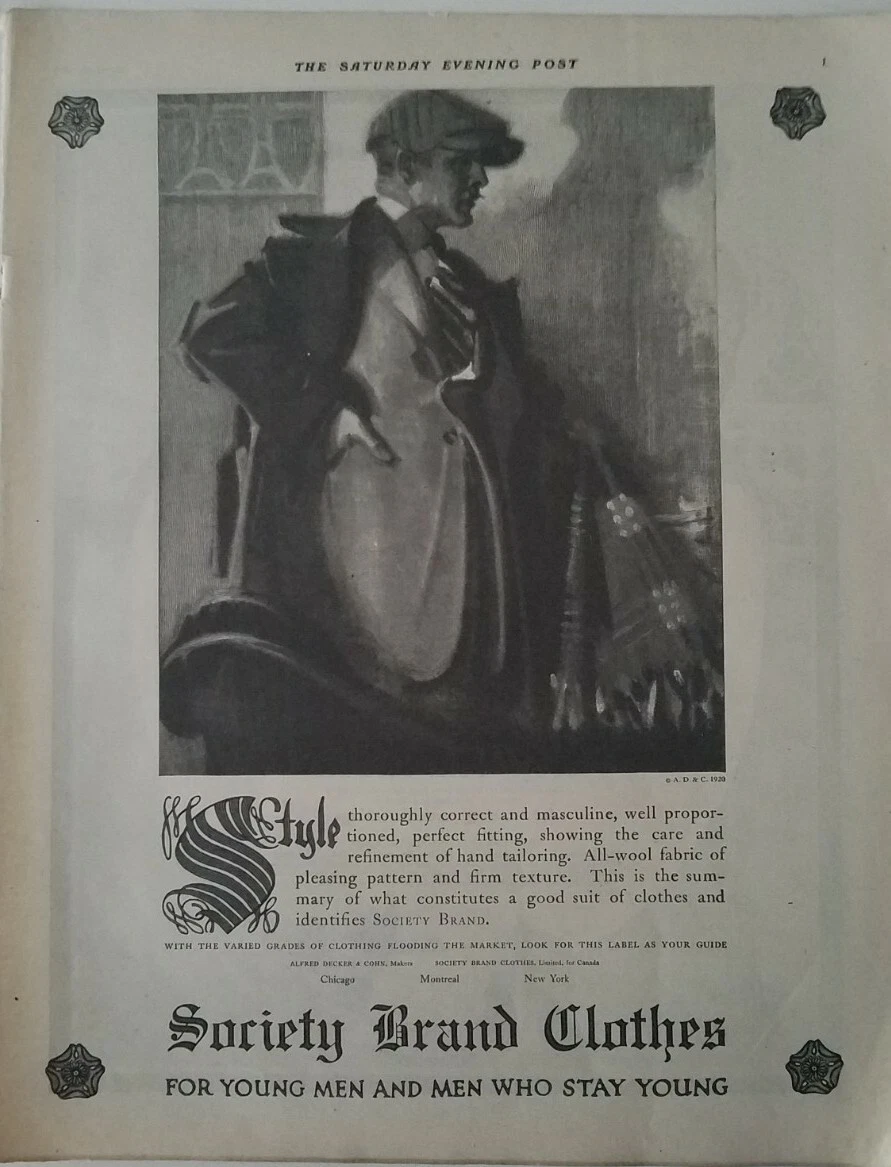 THE SATURDAY EVENING POST
© A. D. & C. 1920
Style thoroughly correct and masculine, well propor-
tioned, perfect fitting, showing the care and
refinement of hand tailoring. All-wool fabric of
pleasing pattern and firm texture. This is the sum-
mary of what constitutes a good suit of clothes and
identifies SOCIETY BRAND.
WITH THE VARIED GRADES OF CLOTHING FLOODING THE MARKET, LOOK FOR THIS LABEL AS YOUR GUIDE
ALFRED DECKER & COHN, Makers SOCIETY BRAND CLOTHES, Limited, for Canada
Chicago Montreal New York
Society Brand Clothes
FOR YOUNG MEN AND MEN WHO STAY YOUNG